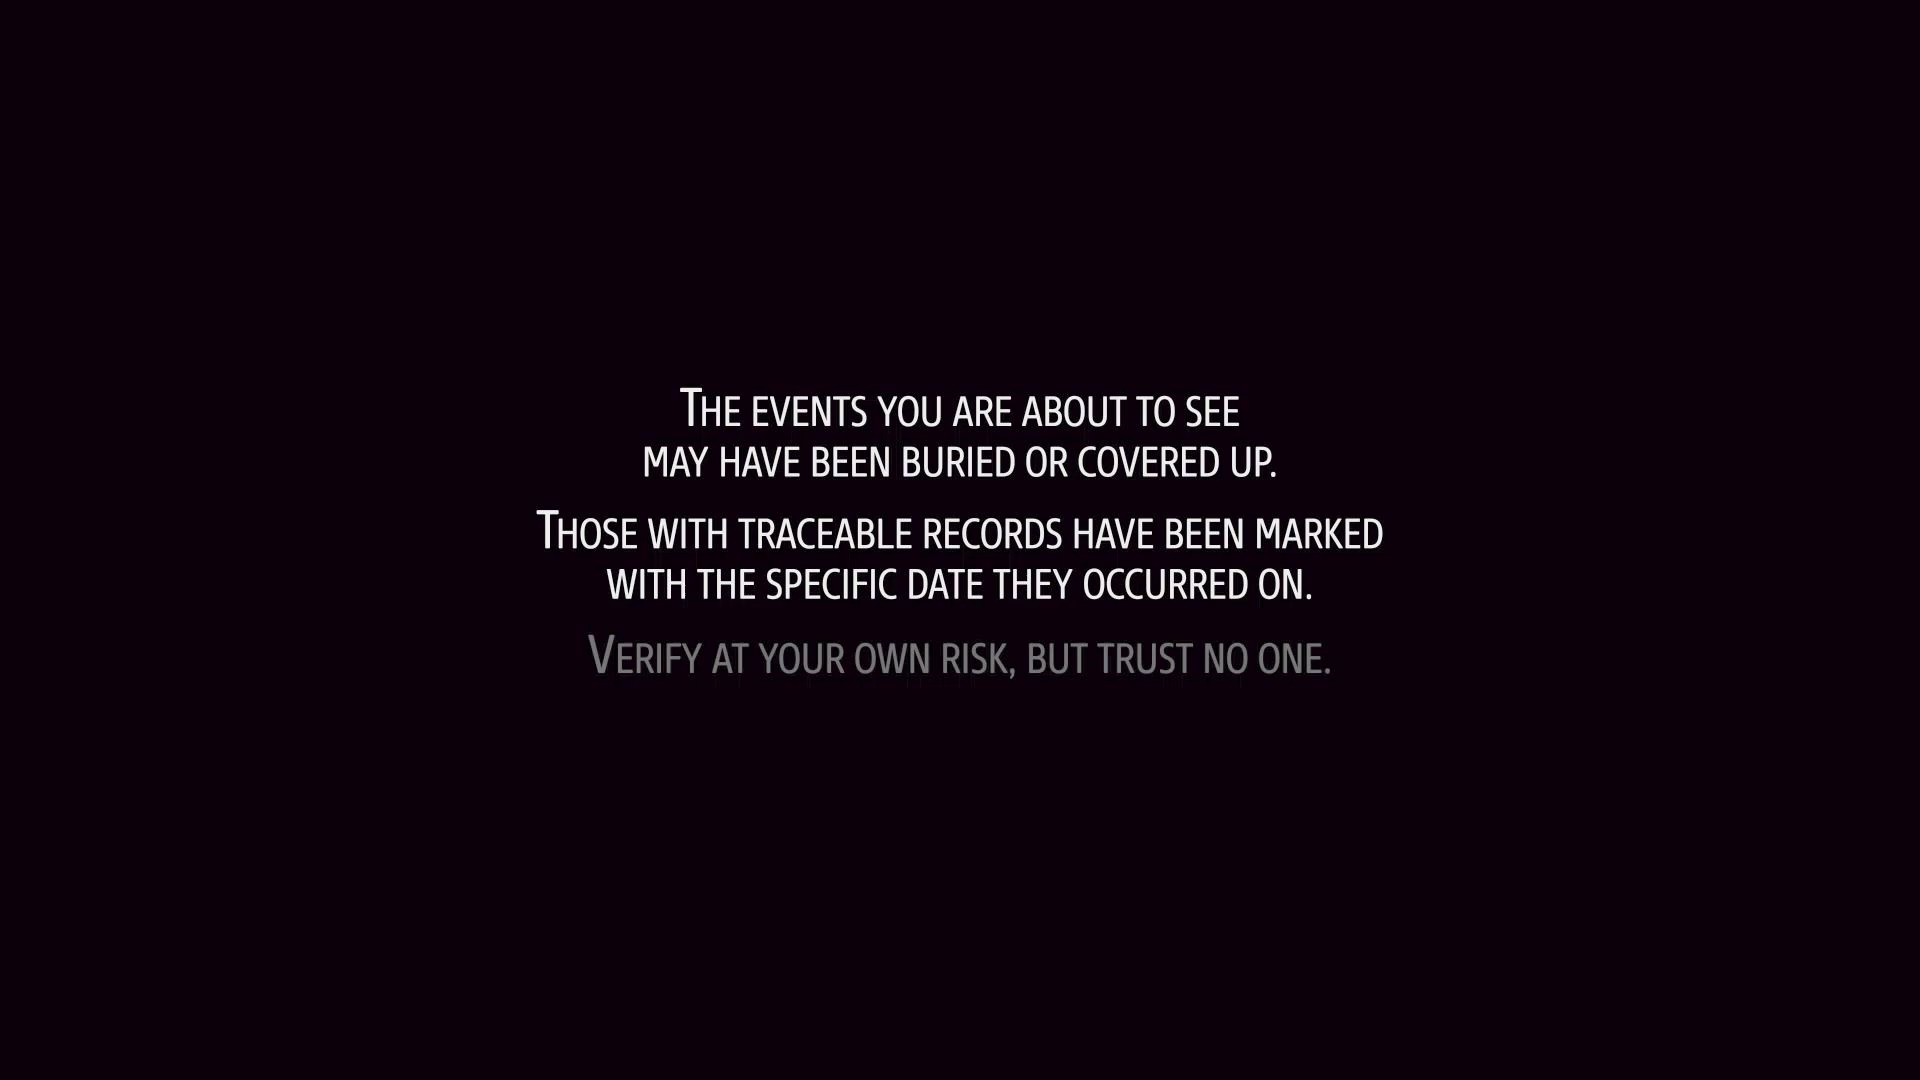 THE EVENTS YOU ARE ABOUT TO SEE
MAY HAVE BEEN BURIED OR COVERED UP.
THOSE WITH TRACEABLE RECORDS HAVE BEEN MARKED
WITH THE SPECIFIC DATE THEY OCCURRED ON.
VERIFY AT YOUR OWN RISK, BUT TRUST NO ONE.